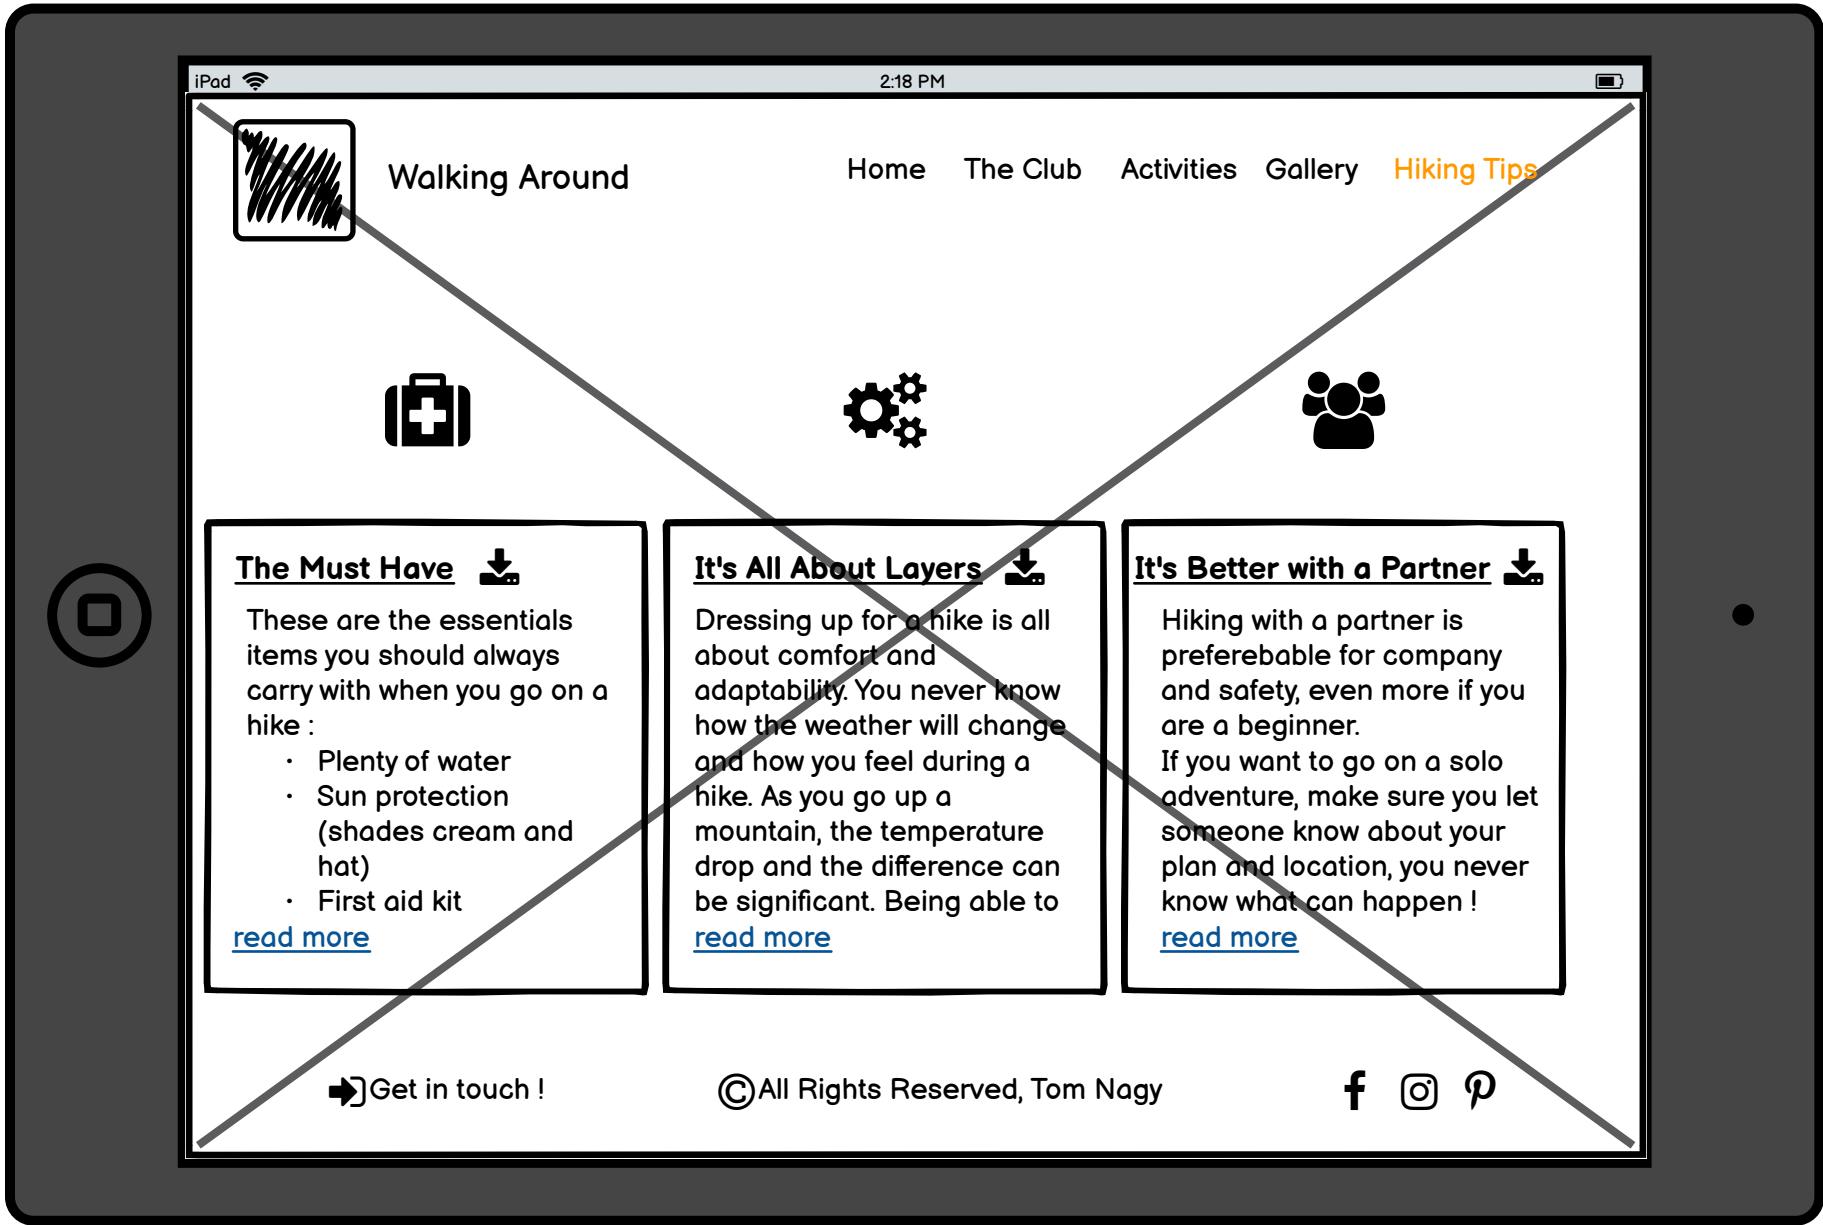 iPad
2:18 PM
Walking Around
Home The Club Activities Gallery Hiking Tips
The Must Have
These are the essentials
items you should always
carry with when you go on a
hike :
· Plenty of water
· Sun protection
(shades cream and
hat)
· First aid kit
read more
It's All About Layers
Dressing up for a hike is all
about comfort and
adaptability. You never know
how the weather will change
and how you feel during a
hike. As you go up a
mountain, the temperature
drop and the difference can
be significant. Being able to
read more
It's Better with a Partner
Hiking with a partner is
preferebable for company
and safety, even more if you
are a beginner.
If you want to go on a solo
adventure, make sure you let
someone know about your
plan and location, you never
know what can happen !
read more
Get in touch !
©All Rights Reserved, Tom Nagy